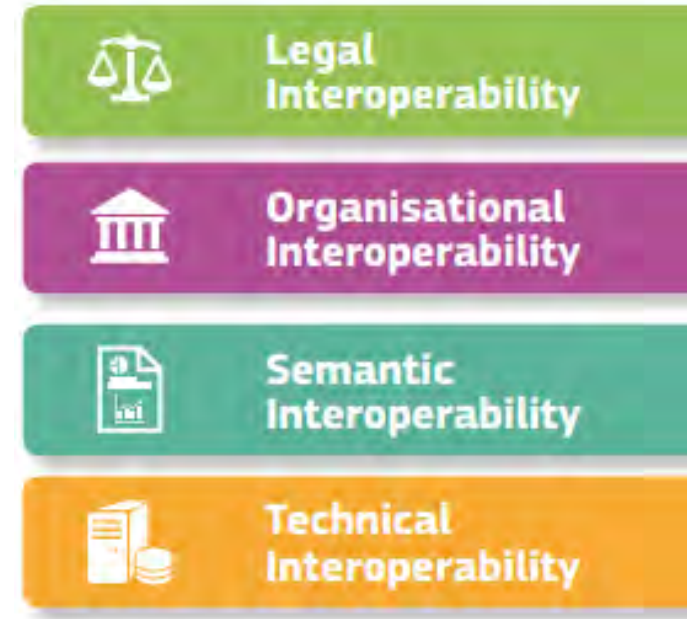 Legal
Interoperability
Organisational
Interoperability
Semantic
Interoperability
Technical
Interoperability